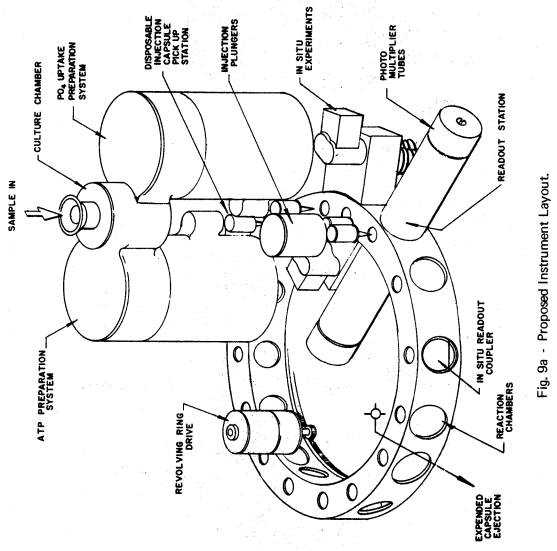 SAMPLE IN
CULTURE CHAMBER
PO₄ UPTAKE
PREPARATION
SYSTEM
DISPOSABLE
INJECTION
CAPSULE
PICK UP
STATION
INJECTION
PLUNGERS
IN SITU
EXPERIMENTS
PHOTO
MULTIPLIER
TUBES
READOUT STATION
ATP PREPARATION
SYSTEM
REVOLVING RING
DRIVE
IN SITU READOUT
COUPLER
REACTION
CHAMBERS
EXPENDED
CAPSULE
EJECTION
Fig. 9a - Proposed Instrument Layout.